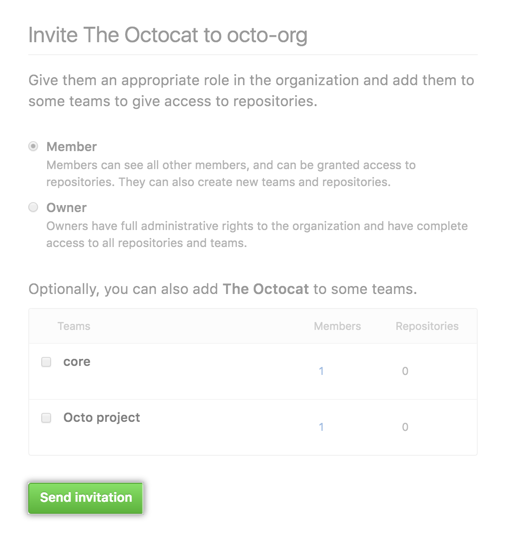 Invite The Octocat to octo-org
Give them an appropriate role in the organization and add them to
some teams to give access to repositories.
Member
Members can see all other members, and can be granted access to
repositories. They can also create new teams and repositories.
Owner
Owners have full administrative rights to the organization and have complete
access to all repositories and teams.
Optionally, you can also add The Octocat to some teams.
Teams Members Repositories
core 1 0
Octo project 1 0
Send invitation